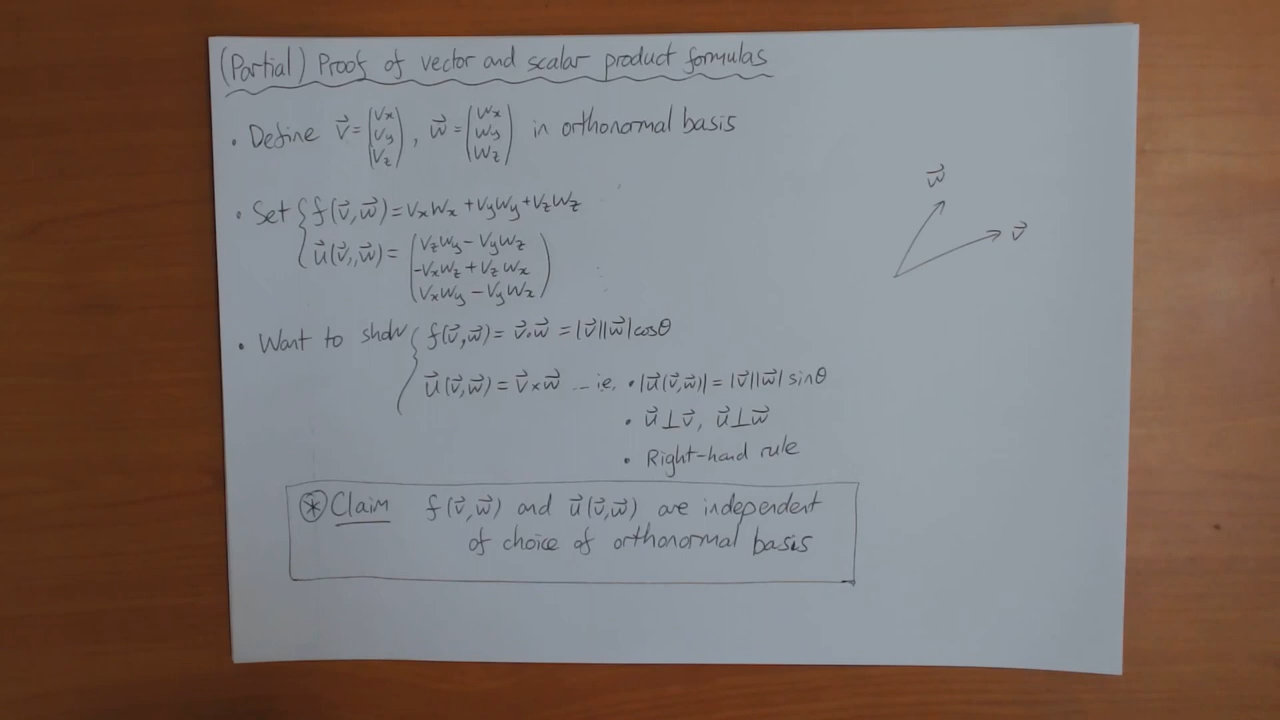 (Partial) Proof of vector and scalar product formulas
• Define v⃗ = (vx vy vz), w⃗ = (wx wy wz) in orthonormal basis
• Set { f(v⃗,w⃗) = vxwx + vywy + vzwz
u⃗(v⃗,w⃗) = (vzwy − vywz
−vxwz + vzwx
vxwy − vywx)
• Want to show { f(v⃗,w⃗) = v⃗·w⃗ = |v⃗||w⃗|cosθ
u⃗(v⃗,w⃗) = v⃗×w⃗ – i.e. • |u⃗(v⃗,w⃗)| = |v⃗||w⃗| sinθ
• u⃗⊥v⃗, u⃗⊥w⃗
• Right-hand rule
⊛ Claim f(v⃗,w⃗) and u⃗(v⃗,w⃗) are independent
of choice of orthonormal basis
w⃗
v⃗